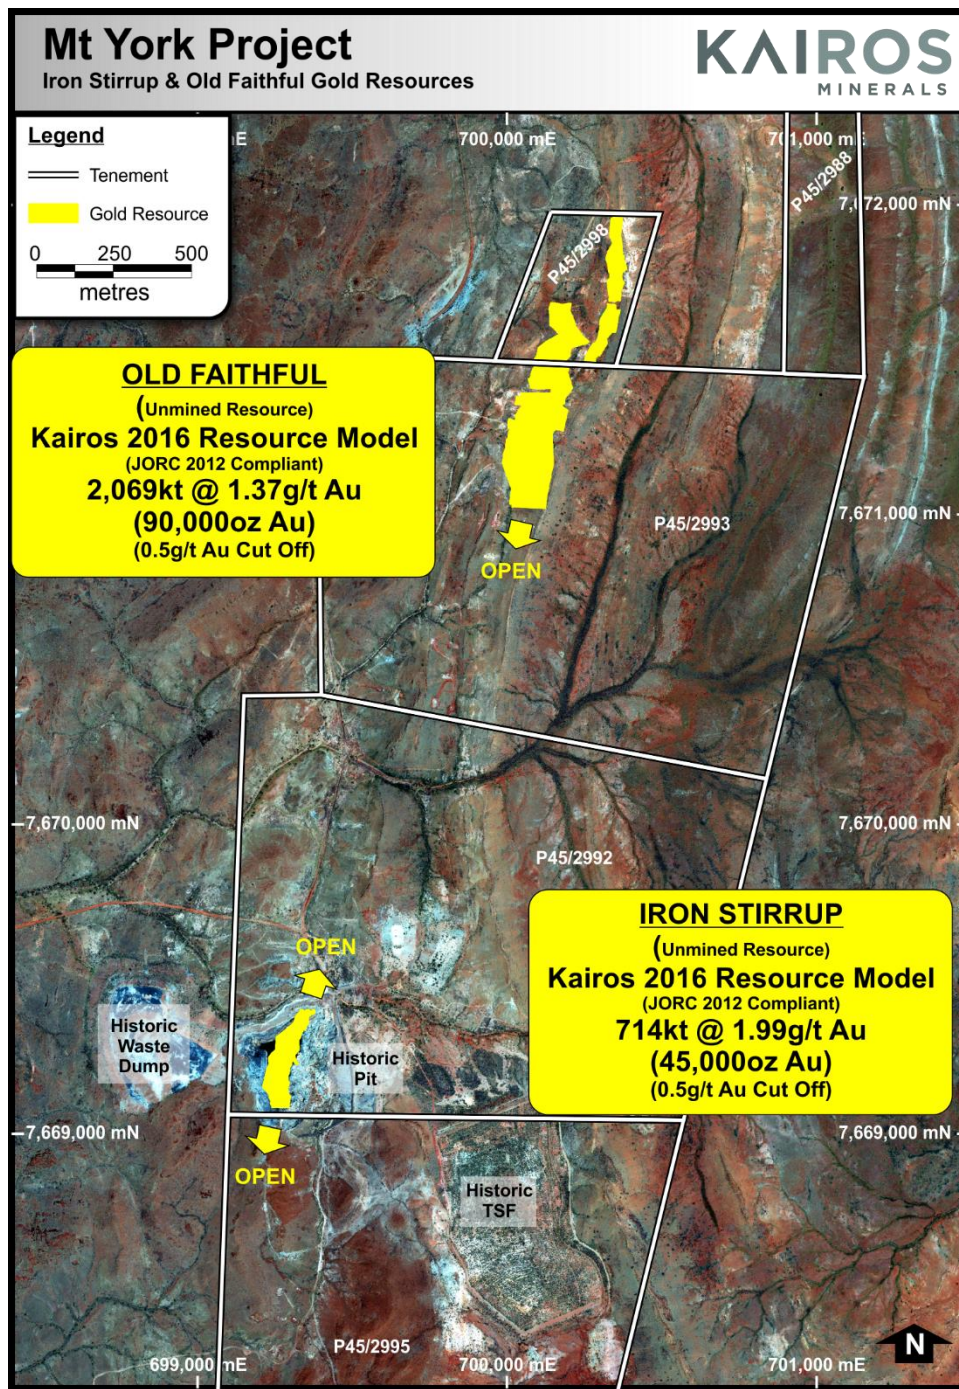 Mt York Project
Iron Stirrup & Old Faithful Gold Resources
KAIROS
MINERALS
Legend
Tenement
Gold Resource
0 250 500
metres
mE
700,000 mE
701,000 mE
P45/2988
7,672,000 mN
P45/2998
OLD FAITHFUL
(Unmined Resource)
Kairos 2016 Resource Model
(JORC 2012 Compliant)
2,069kt @ 1.37g/t Au
(90,000oz Au)
(0.5g/t Au Cut Off)
7,671,000 mN
P45/2993
OPEN
7,670,000 mN
7,670,000 mN
P45/2992
IRON STIRRUP
(Unmined Resource)
Kairos 2016 Resource Model
(JORC 2012 Compliant)
714kt @ 1.99g/t Au
(45,000oz Au)
(0.5g/t Au Cut Off)
OPEN
Historic
Waste
Dump
Historic
Pit
7,669,000 mN
7,669,000 mN
OPEN
Historic
TSF
P45/2995
N
699,000 mE
700,000 mE
701,000 mE